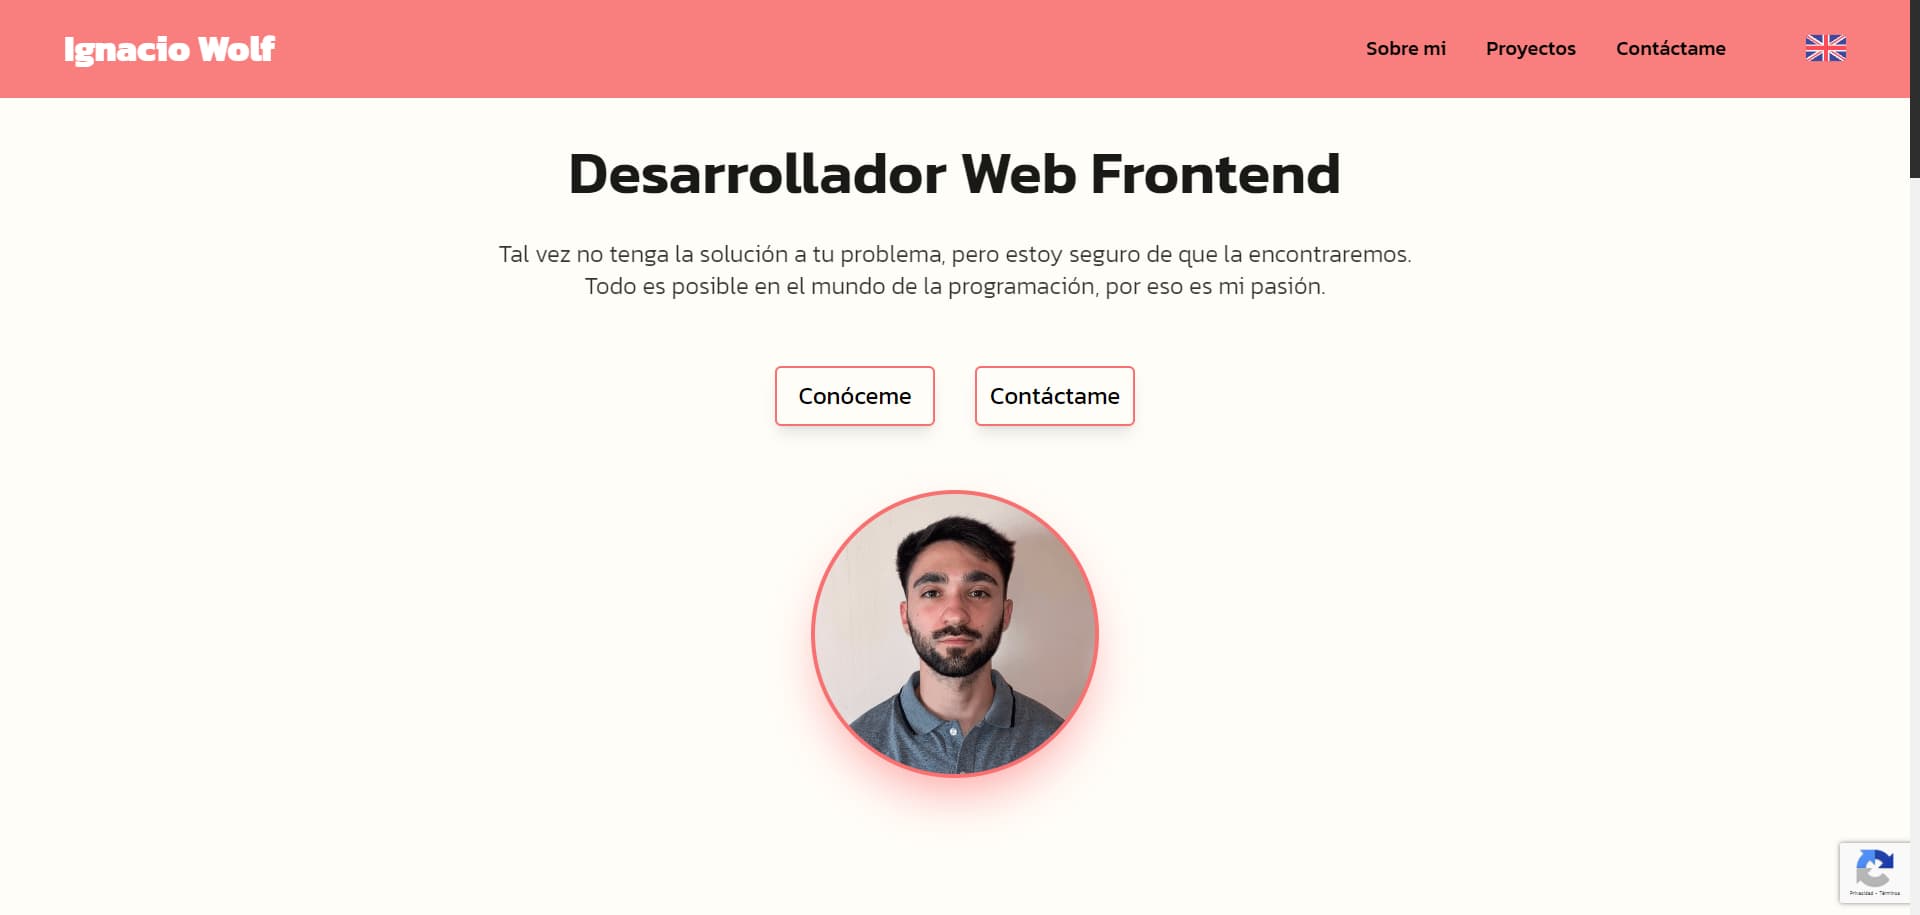 Ignacio Wolf
Sobre mi
Proyectos
Contáctame
Desarrollador Web Frontend
Tal vez no tenga la solución a tu problema, pero estoy seguro de que la encontraremos.
Todo es posible en el mundo de la programación, por eso es mi pasión.
Conóceme
Contáctame
Privacidad - Términos